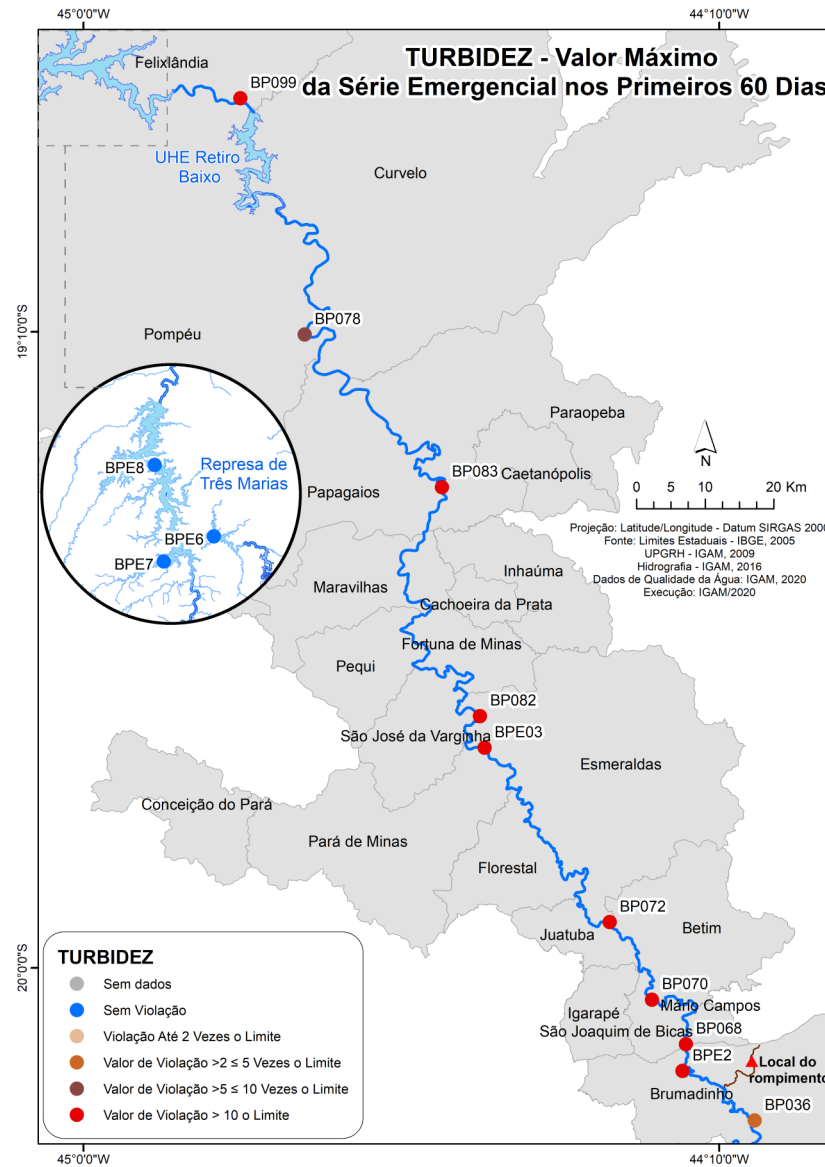 45°0'0"W
44°10'0"W
TURBIDEZ - Valor Máximo
da Série Emergencial nos Primeiros 60 Dias
Felixlândia
BP099
UHE Retiro
Baixo
Curvelo
19°10'0"S
BP078
Pompéu
Paraopeba
BPE8
Represa de
Três Marias
BPE6
BPE7
BP083
Caetanópolis
Papagaios
N
0 5 10 20 Km
Projeção: Latitude/Longitude - Datum SIRGAS 2000
Fonte: Limites Estaduais - IBGE, 2005
UPGRH - IGAM, 2009
Hidrografia - IGAM, 2016
Dados de Qualidade da Água: IGAM, 2020
Execução: IGAM/2020
Inhaúma
Maravilhas
Cachoeira da Prata
Fortuna de Minas
Pequi
BP082
São José da Varginha
BPE03
Esmeraldas
Conceição do Pará
Pará de Minas
Florestal
BP072
Juatuba
Betim
20°0'0"S
BP070
Mário Campos
Igarapé
São Joaquim de Bicas
BP068
BPE2
Local do
rompimento
Brumadinho
BP036
TURBIDEZ
Sem dados
Sem Violação
Violação Até 2 Vezes o Limite
Valor de Violação >2 ≤ 5 Vezes o Limite
Valor de Violação >5 ≤ 10 Vezes o Limite
Valor de Violação > 10 o Limite
45°0'0"W
44°10'0"W